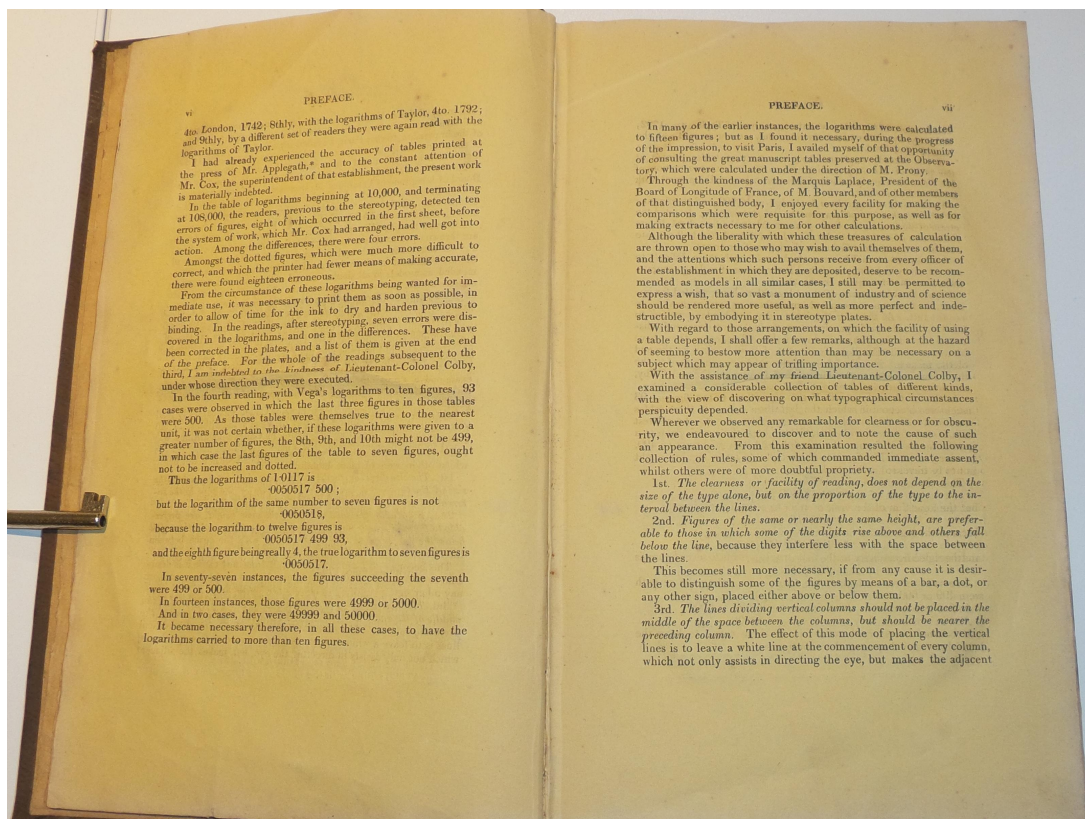 vi
PREFACE.
4to. London, 1742; 8thly, with the logarithms of Taylor, 4to. 1792;
and 9thly, by a different set of readers they were again read with the
logarithms of Taylor.
I had already experienced the accuracy of tables printed at
the press of Mr. Applegath,* and to the constant attention of
Mr. Cox, the superintendent of that establishment, the present work
is materially indebted.
In the table of logarithms beginning at 10,000, and terminating
at 108,000, the readers, previous to the stereotyping, detected ten
errors of figures, eight of which occurred in the first sheet, before
the system of work, which Mr. Cox had arranged, had well got into
action. Among the differences, there were four errors.
Amongst the dotted figures, which were much more difficult to
correct, and which the printer had fewer means of making accurate,
there were found eighteen erroneous.
From the circumstance of these logarithms being wanted for im-
mediate use, it was necessary to print them as soon as possible, in
order to allow of time for the ink to dry and harden previous to
binding. In the readings, after stereotyping, seven errors were dis-
covered in the logarithms, and one in the differences. These have
been corrected in the plates, and a list of them is given at the end
of the preface. For the whole of the readings subsequent to the
third, I am indebted to the kindness of Lieutenant-Colonel Colby,
under whose direction they were executed.
In the fourth reading, with Vega's logarithms to ten figures, 93
cases were observed in which the last three figures in those tables
were 500. As those tables were themselves true to the nearest
unit, it was not certain whether, if these logarithms were given to a
greater number of figures, the 8th, 9th, and 10th might not be 499,
in which case the last figures of the table to seven figures, ought
not to be increased and dotted.
Thus the logarithms of 1·0117 is
·0050517 500 ;
but the logarithm of the same number to seven figures is not
·0050518,
because the logarithm to twelve figures is
·0050517 499 93,
and the eighth figure being really 4, the true logarithm to seven figures is
·0050517.
In seventy-seven instances, the figures succeeding the seventh
were 499 or 500.
In fourteen instances, those figures were 4999 or 5000.
And in two cases, they were 49999 and 50000.
It became necessary therefore, in all these cases, to have the
logarithms carried to more than ten figures.
PREFACE.
vii
In many of the earlier instances, the logarithms were calculated
to fifteen figures; but as I found it necessary, during the progress
of the impression, to visit Paris, I availed myself of that opportunity
of consulting the great manuscript tables preserved at the Observa-
tory, which were calculated under the direction of M. Prony.
Through the kindness of the Marquis Laplace, President of the
Board of Longitude of France, of M. Bouvard, and of other members
of that distinguished body, I enjoyed every facility for making the
comparisons which were requisite for this purpose, as well as for
making extracts necessary to me for other calculations.
Although the liberality with which these treasures of calculation
are thrown open to those who may wish to avail themselves of them,
and the attentions which such persons receive from every officer of
the establishment in which they are deposited, deserve to be recom-
mended as models in all similar cases, I still may be permitted to
express a wish, that so vast a monument of industry and of science
should be rendered more useful, as well as more perfect and inde-
structible, by embodying it in stereotype plates.
With regard to those arrangements, on which the facility of using
a table depends, I shall offer a few remarks, although at the hazard
of seeming to bestow more attention than may be necessary on a
subject which may appear of trifling importance.
With the assistance of my friend Lieutenant-Colonel Colby, I
examined a considerable collection of tables of different kinds,
with the view of discovering on what typographical circumstances
perspicuity depended.
Wherever we observed any remarkable for clearness or for obscu-
rity, we endeavoured to discover and to note the cause of such
an appearance. From this examination resulted the following
collection of rules, some of which commanded immediate assent,
whilst others were of more doubtful propriety.
1st. The clearness or facility of reading, does not depend on the
size of the type alone, but on the proportion of the type to the in-
terval between the lines.
2nd. Figures of the same or nearly the same height, are prefer-
able to those in which some of the digits rise above and others fall
below the line, because they interfere less with the space between
the lines.
This becomes still more necessary, if from any cause it is desir-
able to distinguish some of the figures by means of a bar, a dot, or
any other sign, placed either above or below them.
3rd. The lines dividing vertical columns should not be placed in the
middle of the space between the columns, but should be nearer the
preceding column. The effect of this mode of placing the vertical
lines is to leave a white line at the commencement of every column,
which not only assists in directing the eye, but makes the adjacent